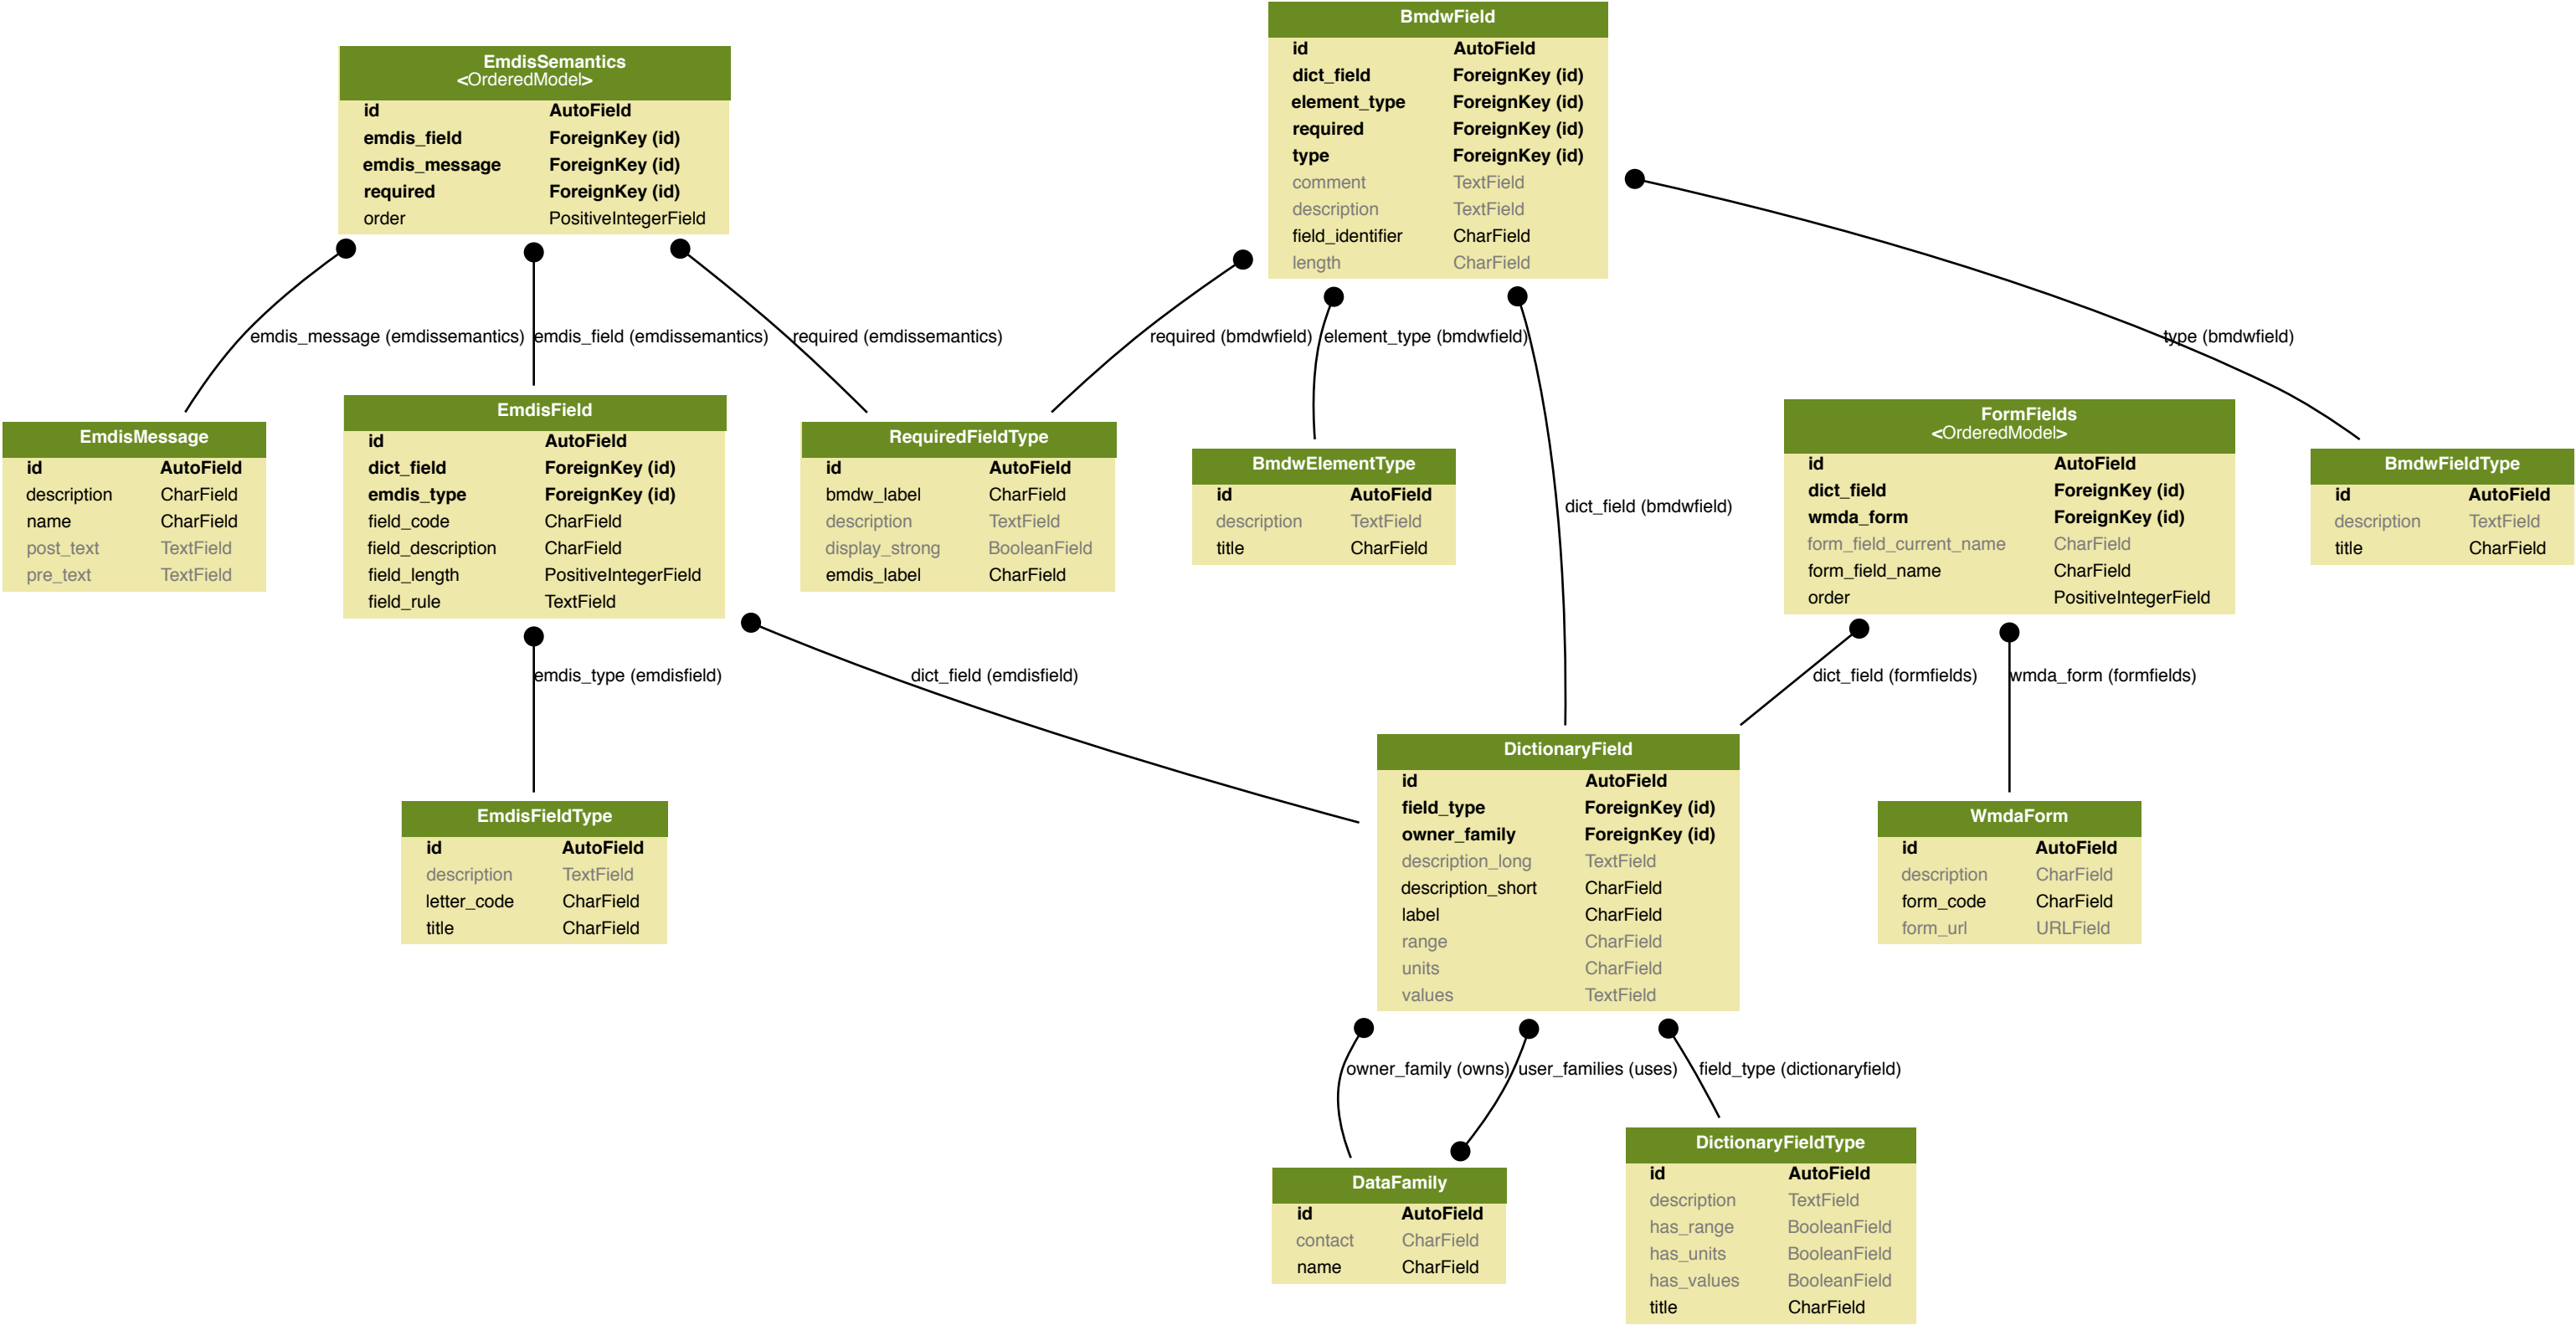 BmdwField
id AutoField
dict_field ForeignKey (id)
element_type ForeignKey (id)
required ForeignKey (id)
type ForeignKey (id)
comment TextField
description TextField
field_identifier CharField
length CharField
EmdisSemantics
<OrderedModel>
id AutoField
emdis_field ForeignKey (id)
emdis_message ForeignKey (id)
required ForeignKey (id)
order PositiveIntegerField
emdis_message (emdissemantics)
emdis_field (emdissemantics)
required (emdissemantics)
required (bmdwfield)
element_type (bmdwfield)
type (bmdwfield)
EmdisMessage
id AutoField
description CharField
name CharField
post_text TextField
pre_text TextField
EmdisField
id AutoField
dict_field ForeignKey (id)
emdis_type ForeignKey (id)
field_code CharField
field_description CharField
field_length PositiveIntegerField
field_rule TextField
RequiredFieldType
id AutoField
bmdw_label CharField
description TextField
display_strong BooleanField
emdis_label CharField
BmdwElementType
id AutoField
description TextField
title CharField
dict_field (bmdwfield)
FormFields
<OrderedModel>
id AutoField
dict_field ForeignKey (id)
wmda_form ForeignKey (id)
form_field_current_name CharField
form_field_name CharField
order PositiveIntegerField
BmdwFieldType
id AutoField
description TextField
title CharField
emdis_type (emdisfield)
dict_field (emdisfield)
dict_field (formfields)
wmda_form (formfields)
EmdisFieldType
id AutoField
description TextField
letter_code CharField
title CharField
DictionaryField
id AutoField
field_type ForeignKey (id)
owner_family ForeignKey (id)
description_long TextField
description_short CharField
label CharField
range CharField
units CharField
values TextField
WmdaForm
id AutoField
description CharField
form_code CharField
form_url URLField
owner_family (owns)
user_families (uses)
field_type (dictionaryfield)
DataFamily
id AutoField
contact CharField
name CharField
DictionaryFieldType
id AutoField
description TextField
has_range BooleanField
has_units BooleanField
has_values BooleanField
title CharField